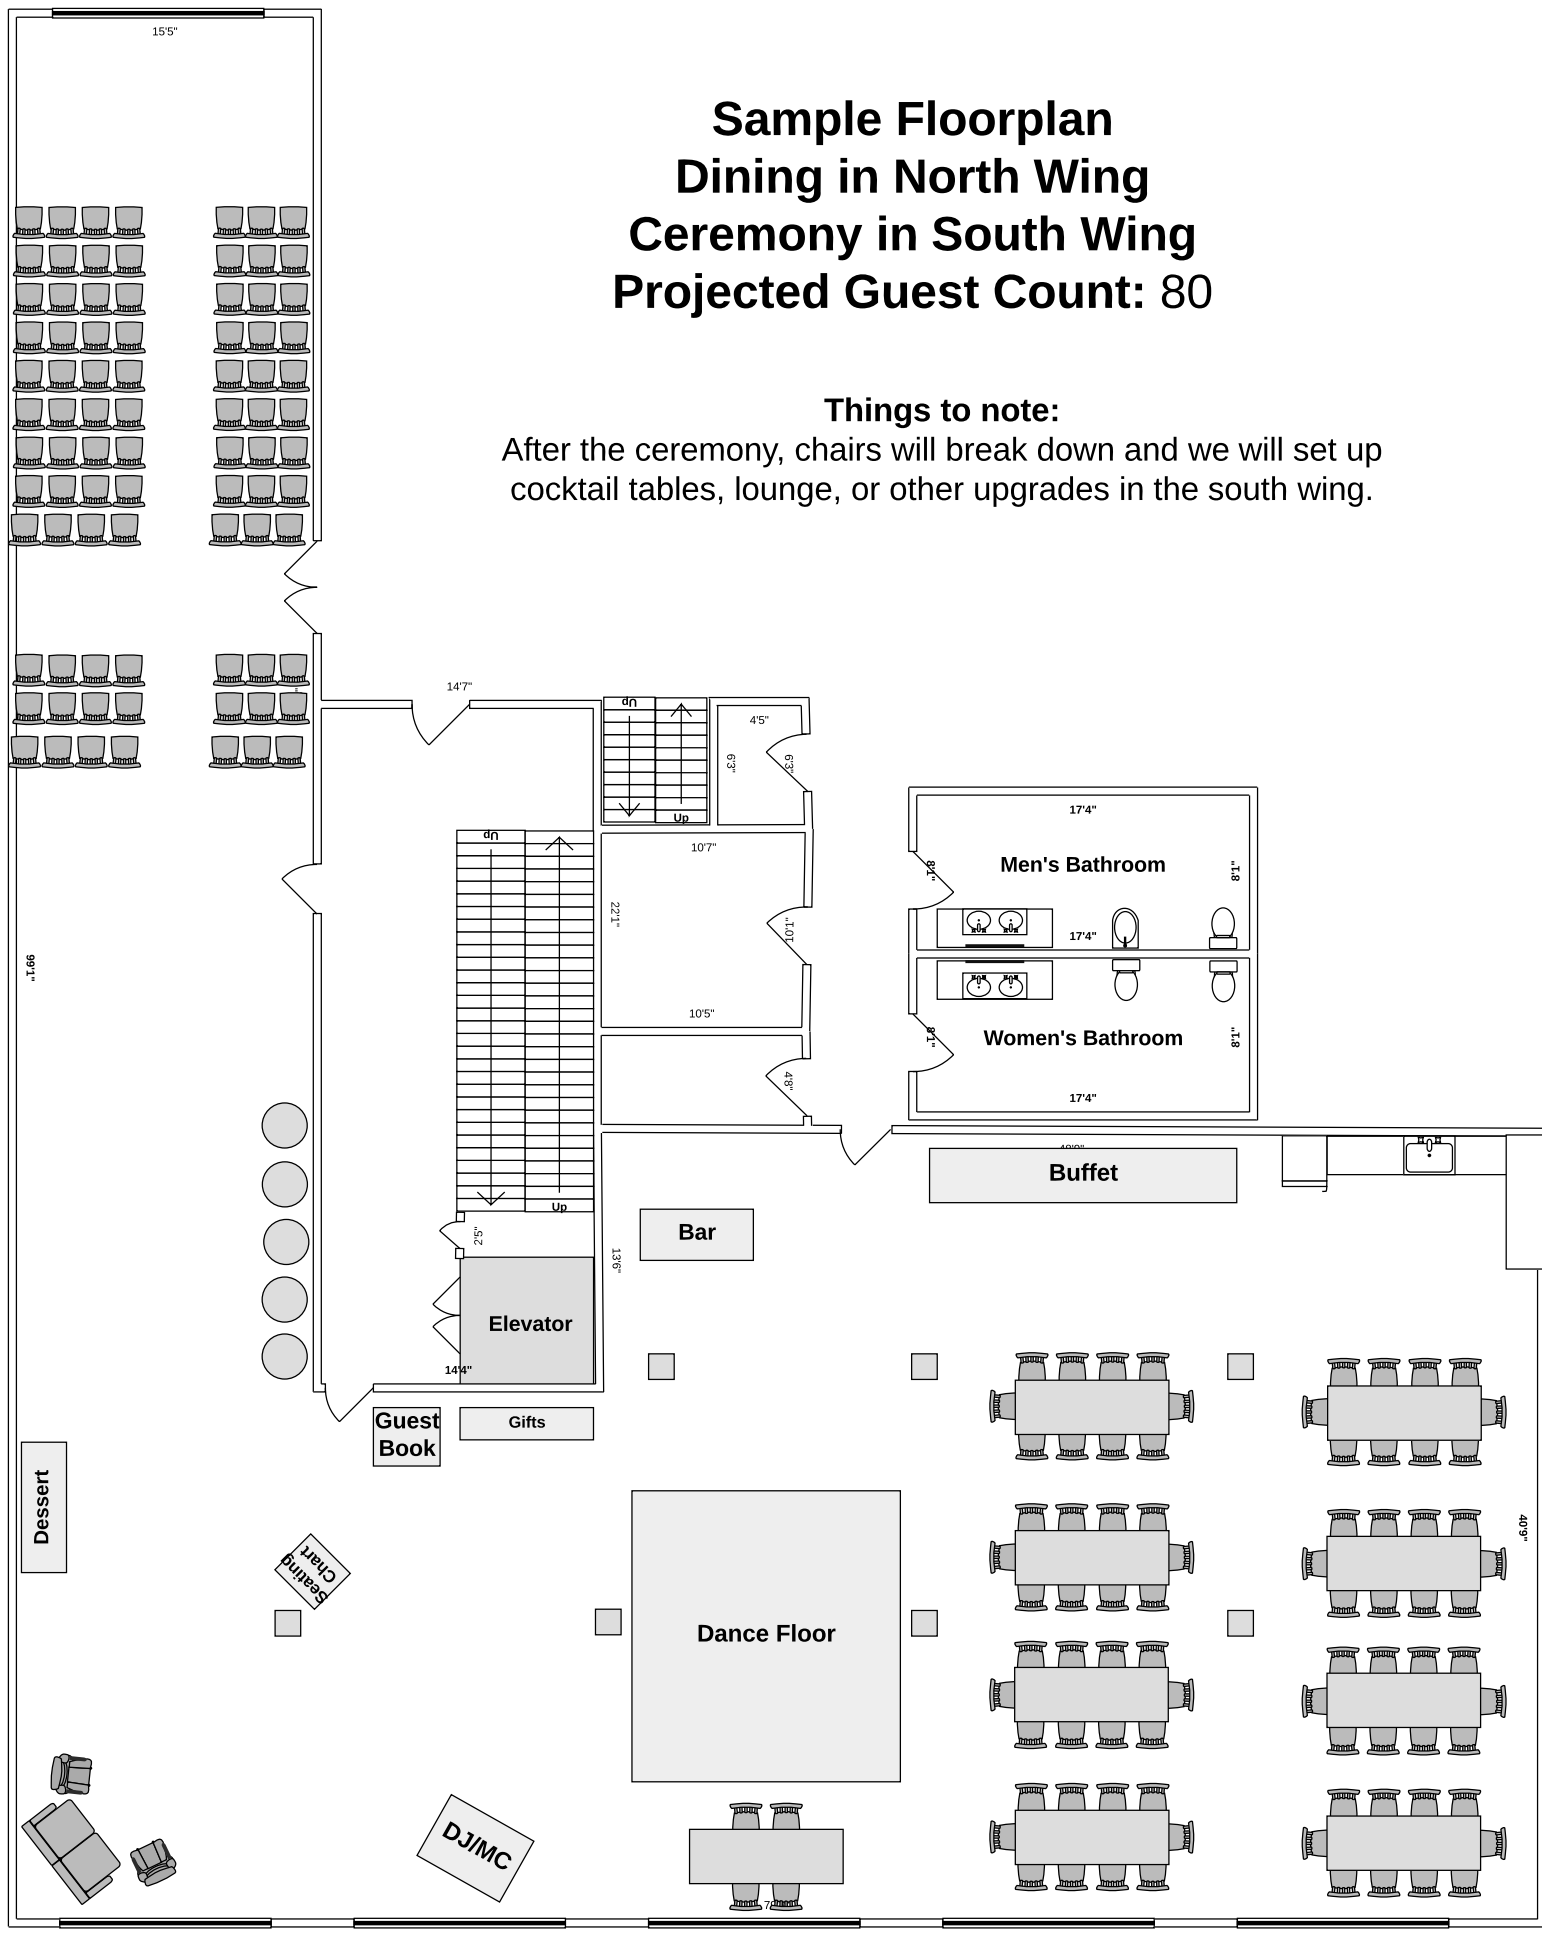 15'5"
Sample Floorplan
Dining in North Wing
Ceremony in South Wing
Projected Guest Count: 80
Things to note:
After the ceremony, chairs will break down and we will set up
cocktail tables, lounge, or other upgrades in the south wing.
14'7"
Up
Up
4'5"
6'3"
6'3"
Up
Up
10'7"
22'1"
10'1"
10'5"
4'8"
17'4"
Men's Bathroom
8'1"
8'1"
17'4"
Women's Bathroom
8'1"
8'1"
17'4"
99'1"
Buffet
Bar
2'5"
13'6"
Elevator
14'4"
Guest
Book
Gifts
Dessert
Seating
Chart
Dance Floor
40'9"
DJ/MC